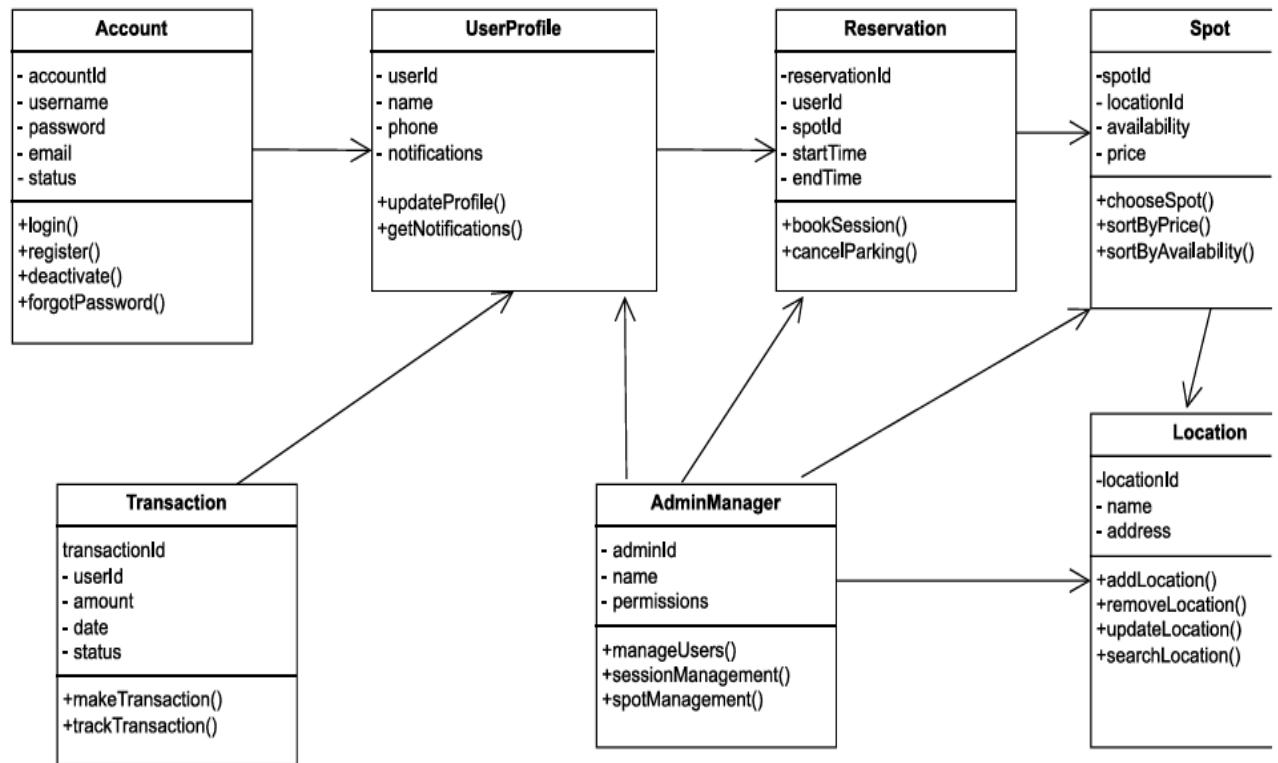 Account
- accountId
- username
- password
- email
- status
+login()
+register()
+deactivate()
+forgotPassword()
UserProfile
- userId
- name
- phone
- notifications
+updateProfile()
+getNotifications()
Reservation
-reservationId
- userId
- spotId
- startTime
- endTime
+bookSession()
+cancelParking()
Spot
-spotId
- locationId
- availability
- price
+chooseSpot()
+sortByPrice()
+sortByAvailability()
Transaction
transactionId
- userId
- amount
- date
- status
+makeTransaction()
+trackTransaction()
AdminManager
- adminId
- name
- permissions
+manageUsers()
+sessionManagement()
+spotManagement()
Location
-locationId
- name
- address
+addLocation()
+removeLocation()
+updateLocation()
+searchLocation()